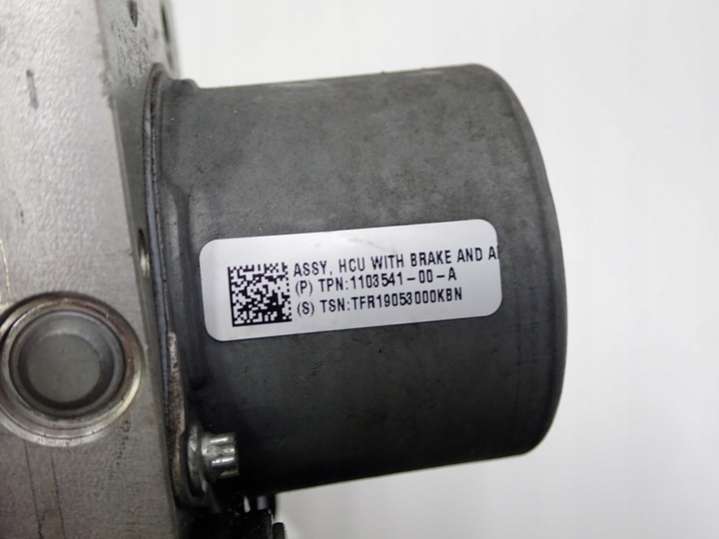 ASSY, HCU WITH BRAKE AND
(P) TPN:1103541-00-A
(S) TSN:TFR19053000KBN